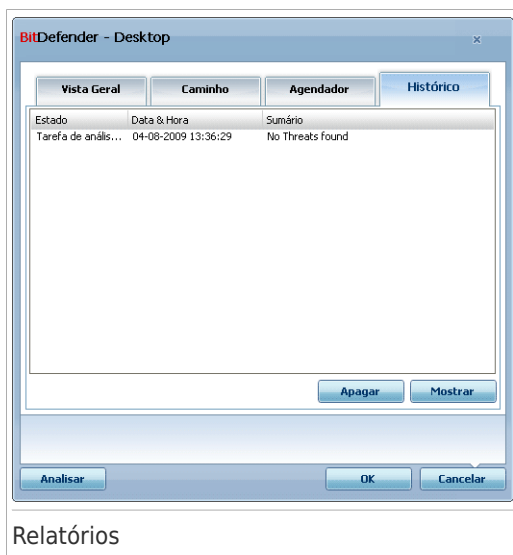 BitDefender - Desktop
Vista Geral Caminho Agendador Histórico
Estado Data & Hora Sumário
Tarefa de anális... 04-08-2009 13:36:29 No Threats found
Apagar Mostrar
Analisar OK Cancelar
Relatórios